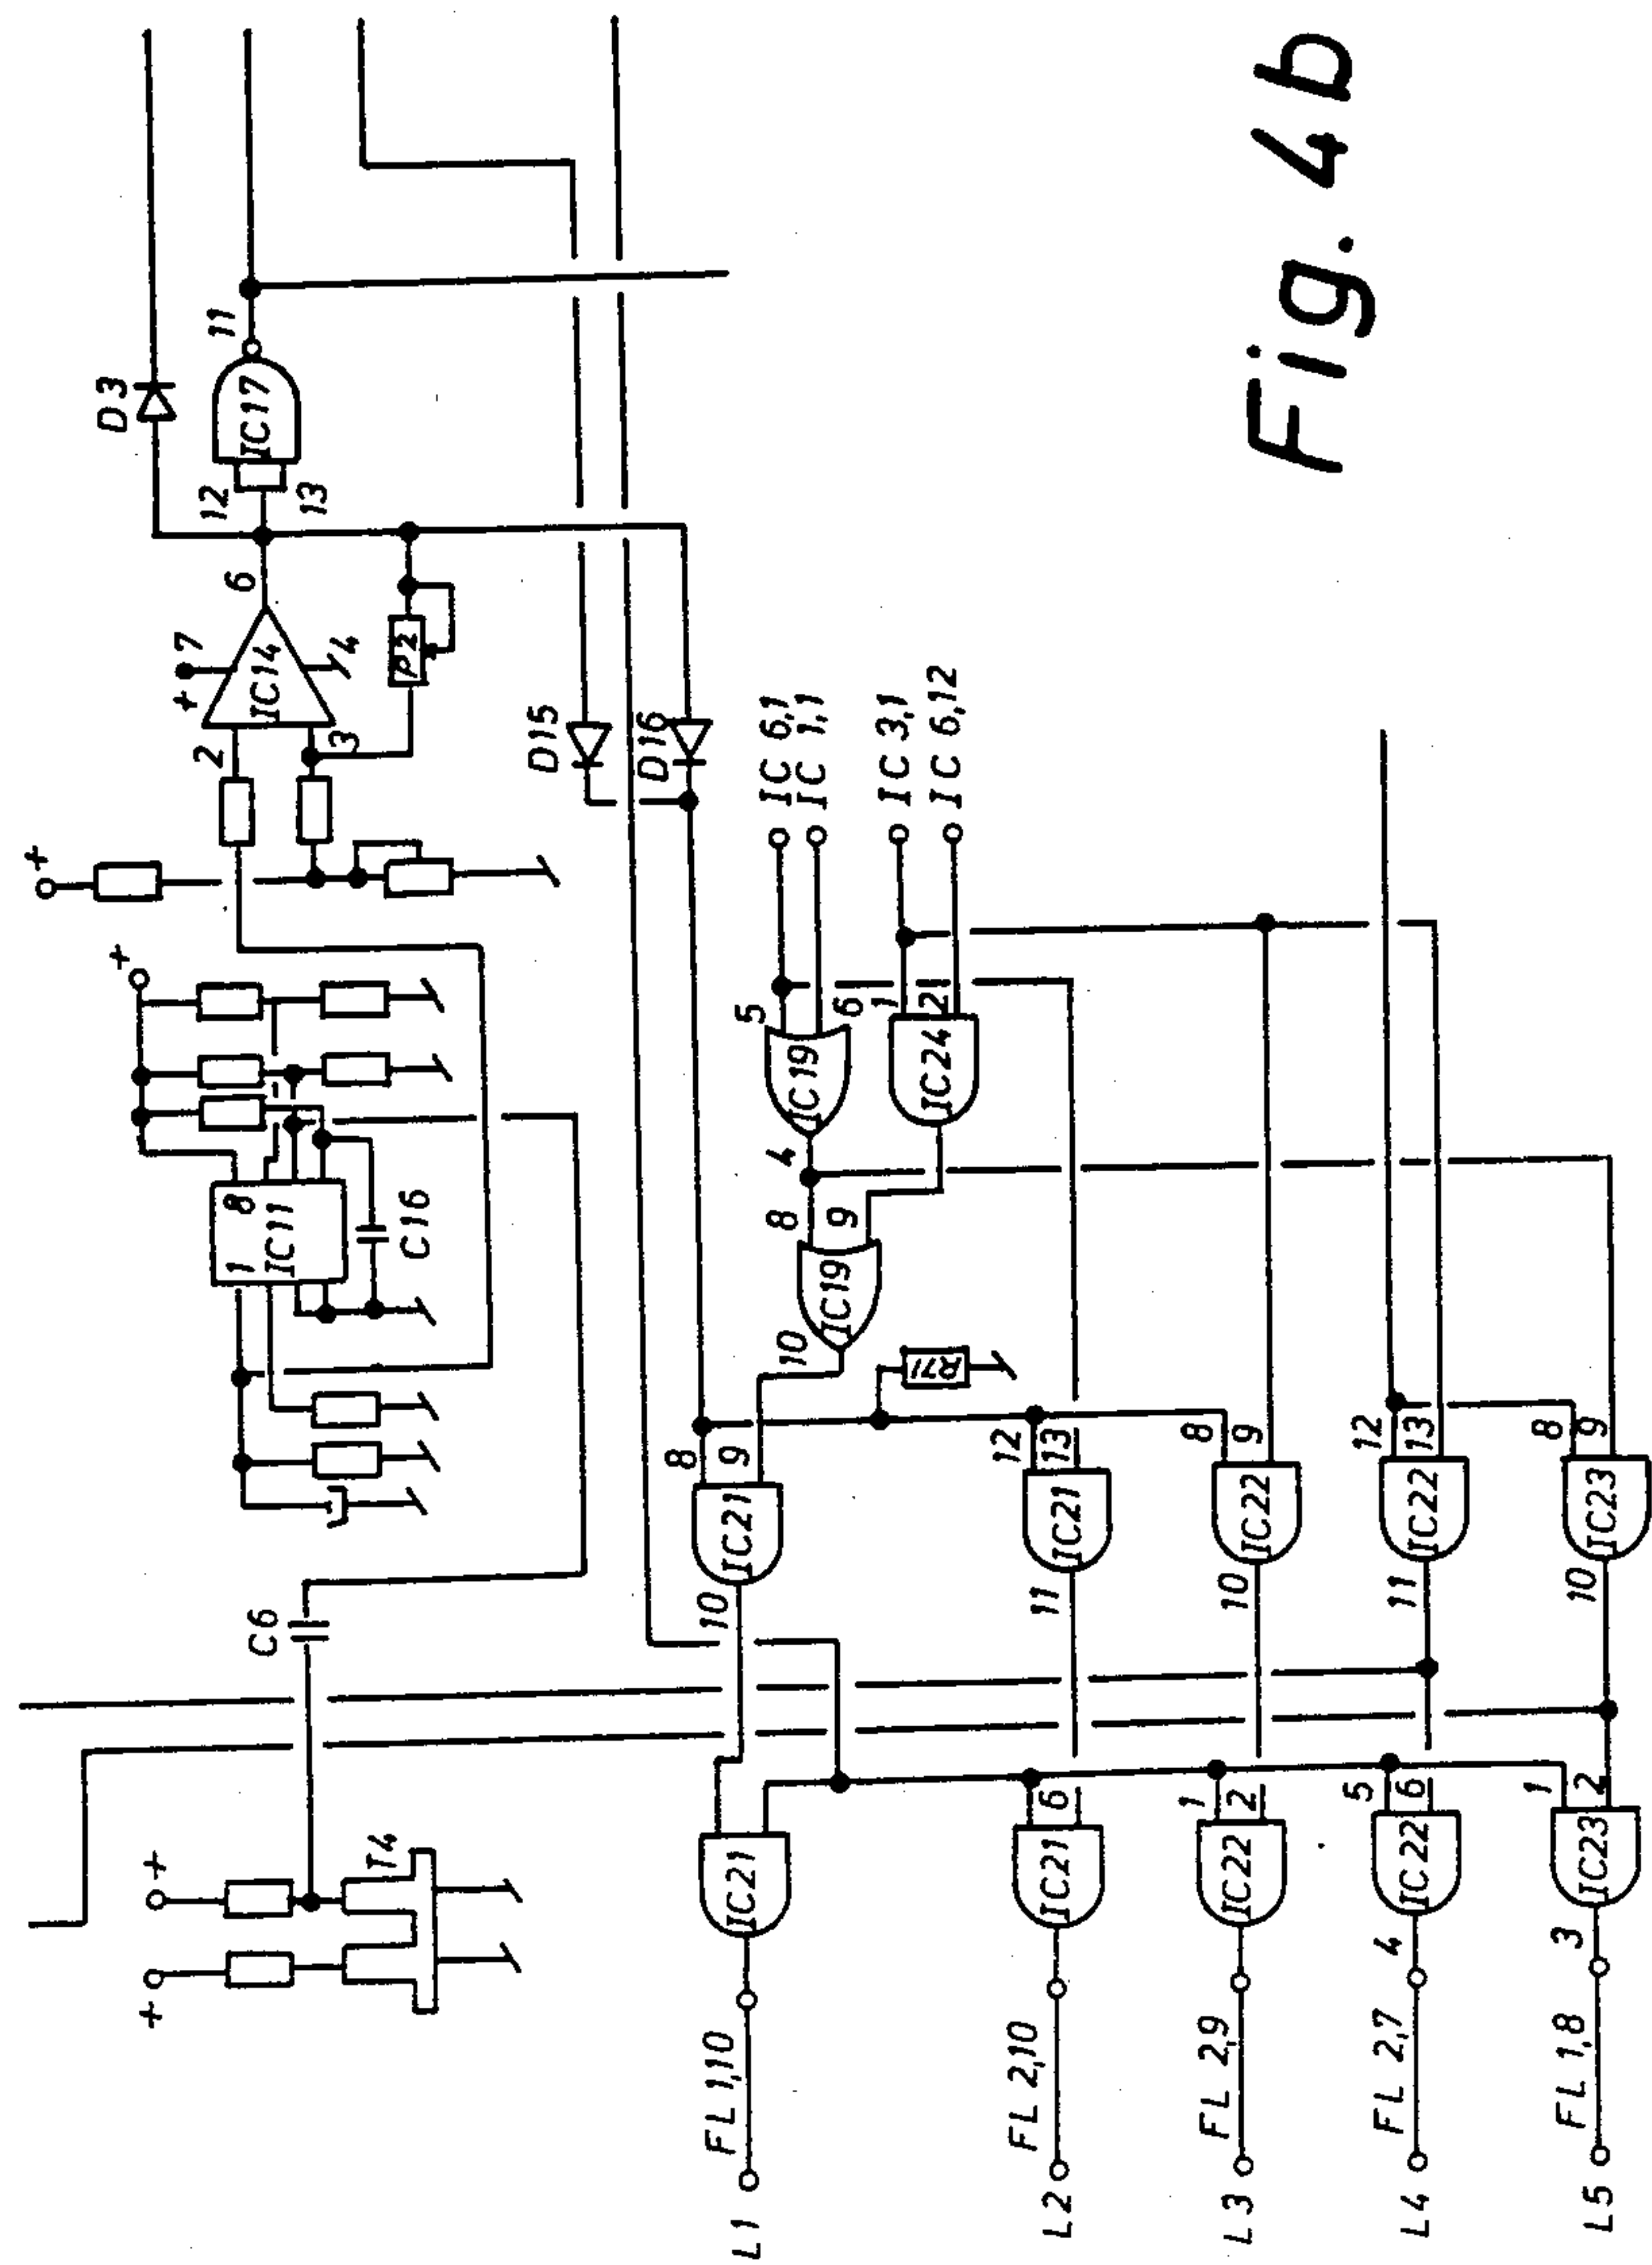 D3
12
13
IC17
11
+
7
IC14
6
4
2
3
P2
+
D15
D16
+
1
8
IC11
C16
C6
+
+
T4
IC 6,1
IC 1,1
IC 3,1
IC 6,12
5
6
IC19
4
1
2
IC24
8
9
IC19
10
R71
8
9
IC21
10
12
13
IC21
11
8
9
IC22
10
12
13
IC22
11
8
9
IC23
10
IC21
6
IC21
1
2
IC22
5
6
IC22
4
1
2
IC23
3
L1
FL 1,10
L2
FL 2,10
L3
FL 2,9
L4
FL 2,7
L5
FL 1,8
Fig. 4b